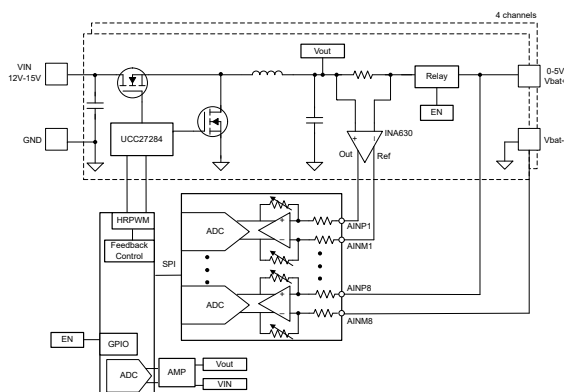 4 channels
VIN
12V-15V
Vout
0-5V
Vbat+
Relay
EN
GND
UCC27284
INA630
Out
Ref
+
−
Vbat-
HRPWM
Feedback
Control
SPI
ADC
+
−
AINP1
AINM1
ADC
+
−
AINP8
AINM8
EN
GPIO
ADC
AMP
Vout
VIN